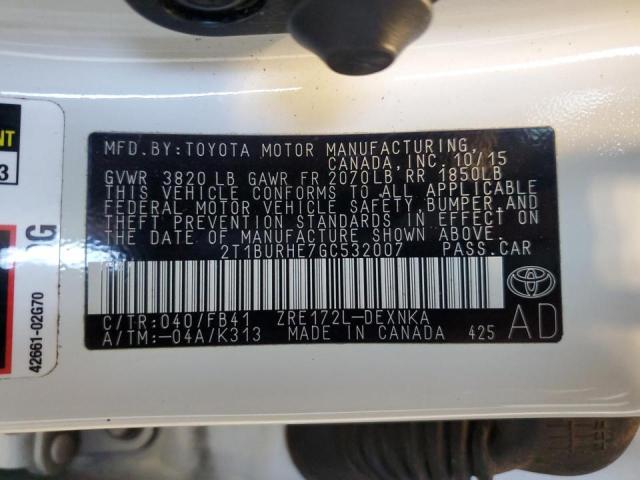 MFD. BY: TOYOTA MOTOR MANUFACTURING,
CANADA, INC. 10/15
GVWR 3820 LB GAWR FR 2070LB, RR 1850LB
THIS VEHICLE CONFORMS TO ALL APPLICABLE
FEDERAL MOTOR VEHICLE SAFETY, BUMPER, AND
THEFT PREVENTION STANDARDS IN EFFECT ON
THE DATE OF MANUFACTURE SHOWN ABOVE.
2T1BURHE7GC532007 PASS.CAR
C/TR: 040/FB41 ZRE172L-DEXNKA
A/TM:-04A/K313 MADE IN CANADA 425
AD
NT
3
G
42661-02G70